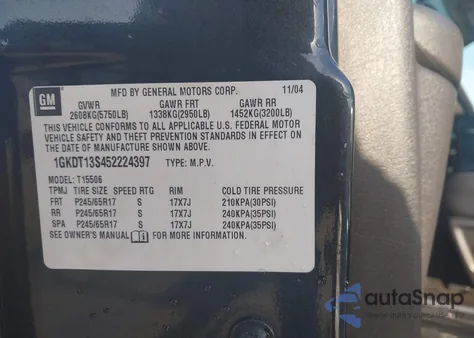 MFD BY GENERAL MOTORS CORP. 11/04
GM
GVWR GAWR FRT GAWR RR
2608KG(5750LB) 1338KG(2950LB) 1452KG(3200LB)
THIS VEHICLE CONFORMS TO ALL APPLICABLE U.S. FEDERAL MOTOR
VEHICLE SAFETY AND THEFT PREVENTION STANDARDS IN EFFECT ON
THE DATE OF MANUFACTURE SHOWN ABOVE.
1GKDT13S452224397 TYPE: M.P.V.
MODEL: T15506
TPMJ TIRE SIZE SPEED RTG RIM COLD TIRE PRESSURE
FRT P245/65R17 S 17X7J 210KPA(30PSI)
RR P245/65R17 S 17X7J 240KPA(35PSI)
SPA P245/65R17 S 17X7J 240KPA(35PSI)
SEE OWNER'S MANUAL FOR MORE INFORMATION.
autaSnap